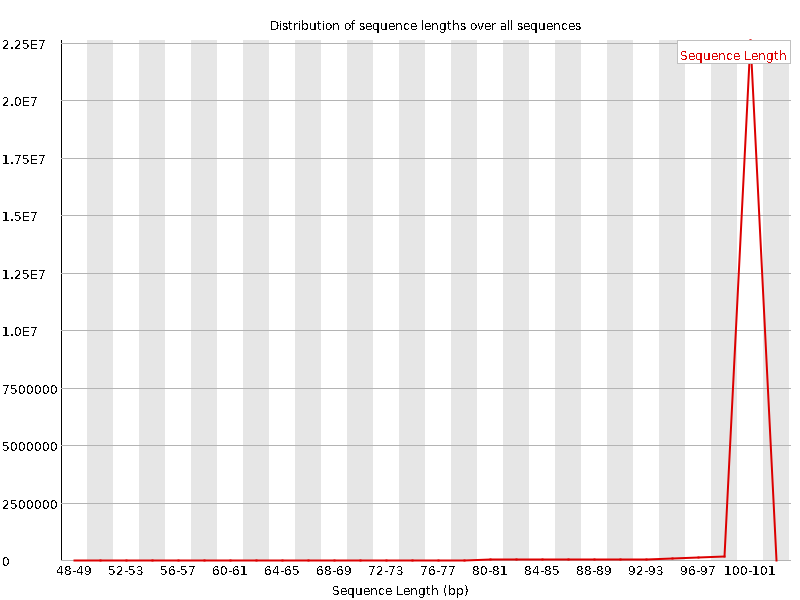 Distribution of sequence lengths over all sequences
Sequence Length
2.25E7
2.0E7
1.75E7
1.5E7
1.25E7
1.0E7
7500000
5000000
2500000
0
48-49 52-53 56-57 60-61 64-65 68-69 72-73 76-77 80-81 84-85 88-89 92-93 96-97 100-101
Sequence Length (bp)